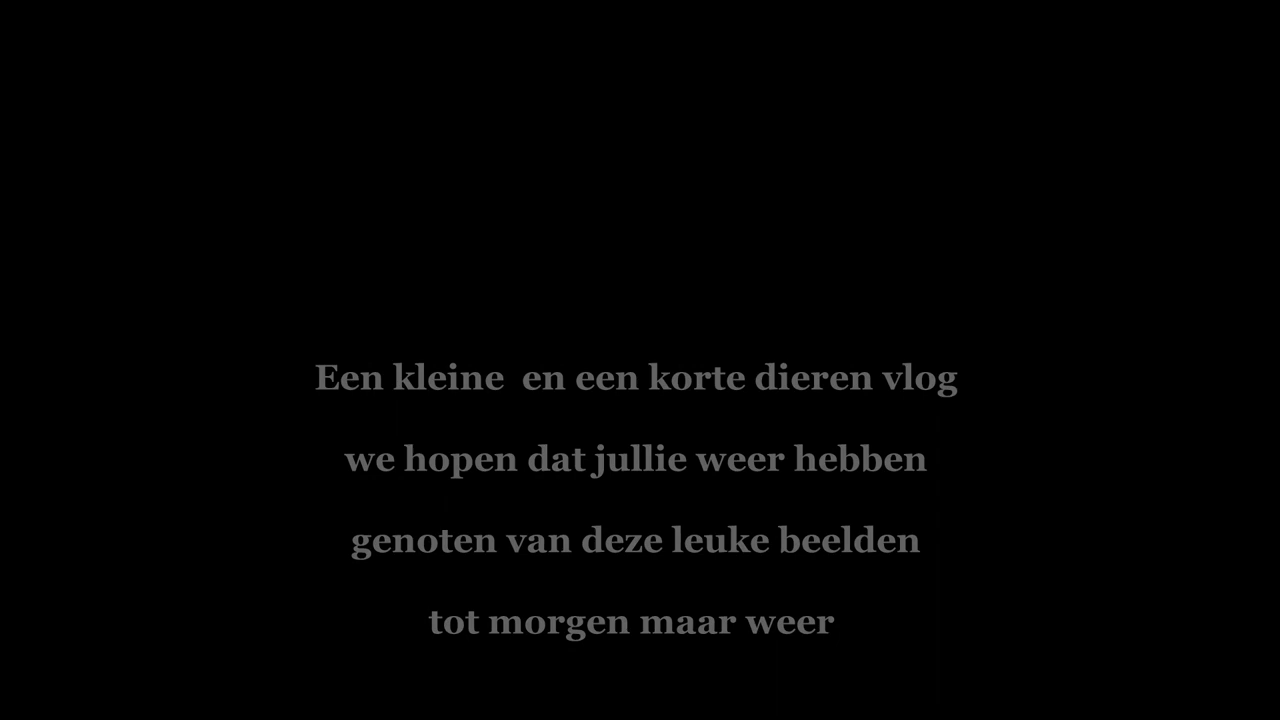 Een kleine  en een korte dieren vlog
we hopen dat jullie weer hebben
genoten van deze leuke beelden
tot morgen maar weer